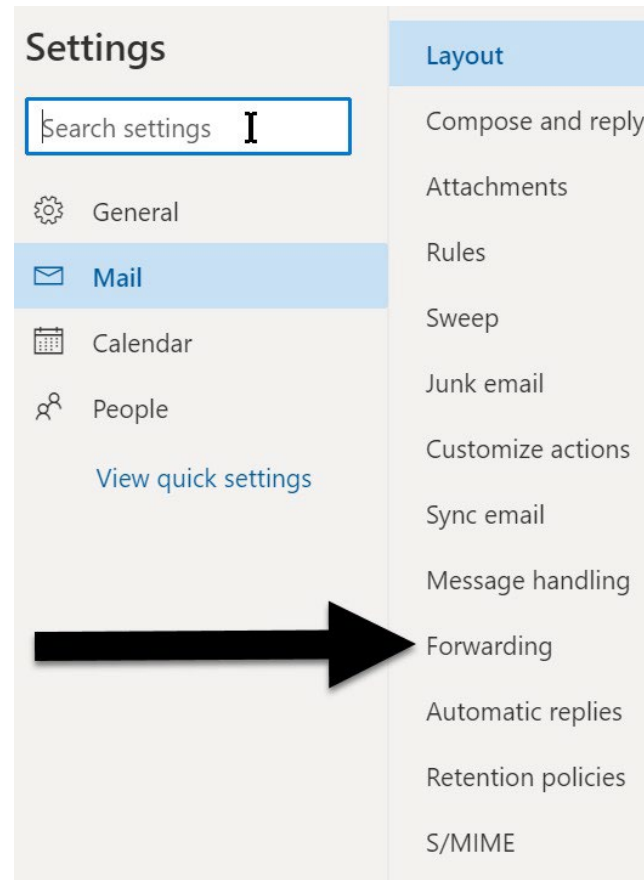 Settings
Search settings
General
Mail
Calendar
People
View quick settings
Layout
Compose and reply
Attachments
Rules
Sweep
Junk email
Customize actions
Sync email
Message handling
Forwarding
Automatic replies
Retention policies
S/MIME